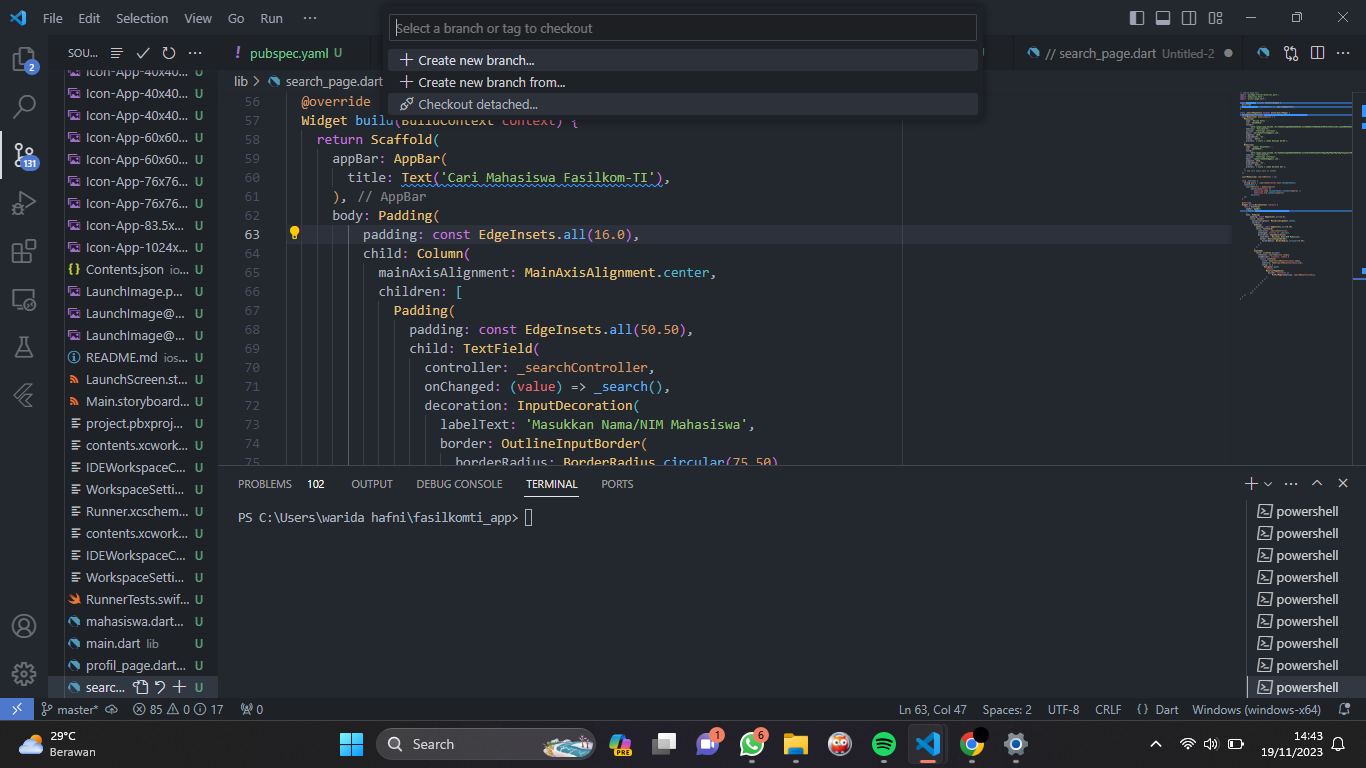 File Edit Selection View Go Run ···
Select a branch or tag to checkout
Create new branch...
Create new branch from...
Checkout detached...
SOU...
pubspec.yaml U
// search_page.dart Untitled-2
lib > search_page.dart
2
131
Icon-App-40x40... U
Icon-App-40x40... U
Icon-App-40x40... U
Icon-App-60x60... U
Icon-App-60x60... U
Icon-App-76x76... U
Icon-App-76x76... U
Icon-App-83.5x... U
Icon-App-1024x... U
Contents.json io... U
LaunchImage.p... U
LaunchImage@... U
LaunchImage@... U
README.md ios... U
LaunchScreen.st... U
Main.storyboard... U
project.pbxproj... U
contents.xcwork... U
IDEWorkspaceC... U
WorkspaceSetti... U
Runner.xcschem... U
contents.xcwork... U
IDEWorkspaceC... U
WorkspaceSetti... U
RunnerTests.swif... U
mahasiswa.dart... U
main.dart lib U
profil_page.dart... U
searc... U
56 @override
57 Widget build(BuildContext context) {
58 return Scaffold(
59 appBar: AppBar(
60 title: Text('Cari Mahasiswa Fasilkom-TI'),
61 ), // AppBar
62 body: Padding(
63 padding: const EdgeInsets.all(16.0),
64 child: Column(
65 mainAxisAlignment: MainAxisAlignment.center,
66 children: [
67 Padding(
68 padding: const EdgeInsets.all(50.50),
69 child: TextField(
70 controller: _searchController,
71 onChanged: (value) => _search(),
72 decoration: InputDecoration(
73 labelText: 'Masukkan Nama/NIM Mahasiswa',
74 border: OutlineInputBorder(
75 borderRadius: BorderRadius.circular(75.50)
PROBLEMS 102 OUTPUT DEBUG CONSOLE TERMINAL PORTS
PS C:\Users\warida hafni\fasilkomti_app>
powershell
powershell
powershell
powershell
powershell
powershell
powershell
powershell
powershell
master* 85 0 17 0
Ln 63, Col 47 Spaces: 2 UTF-8 CRLF {} Dart Windows (windows-x64)
29°C
Berawan
Search
PRE
1
6
14:43
19/11/2023